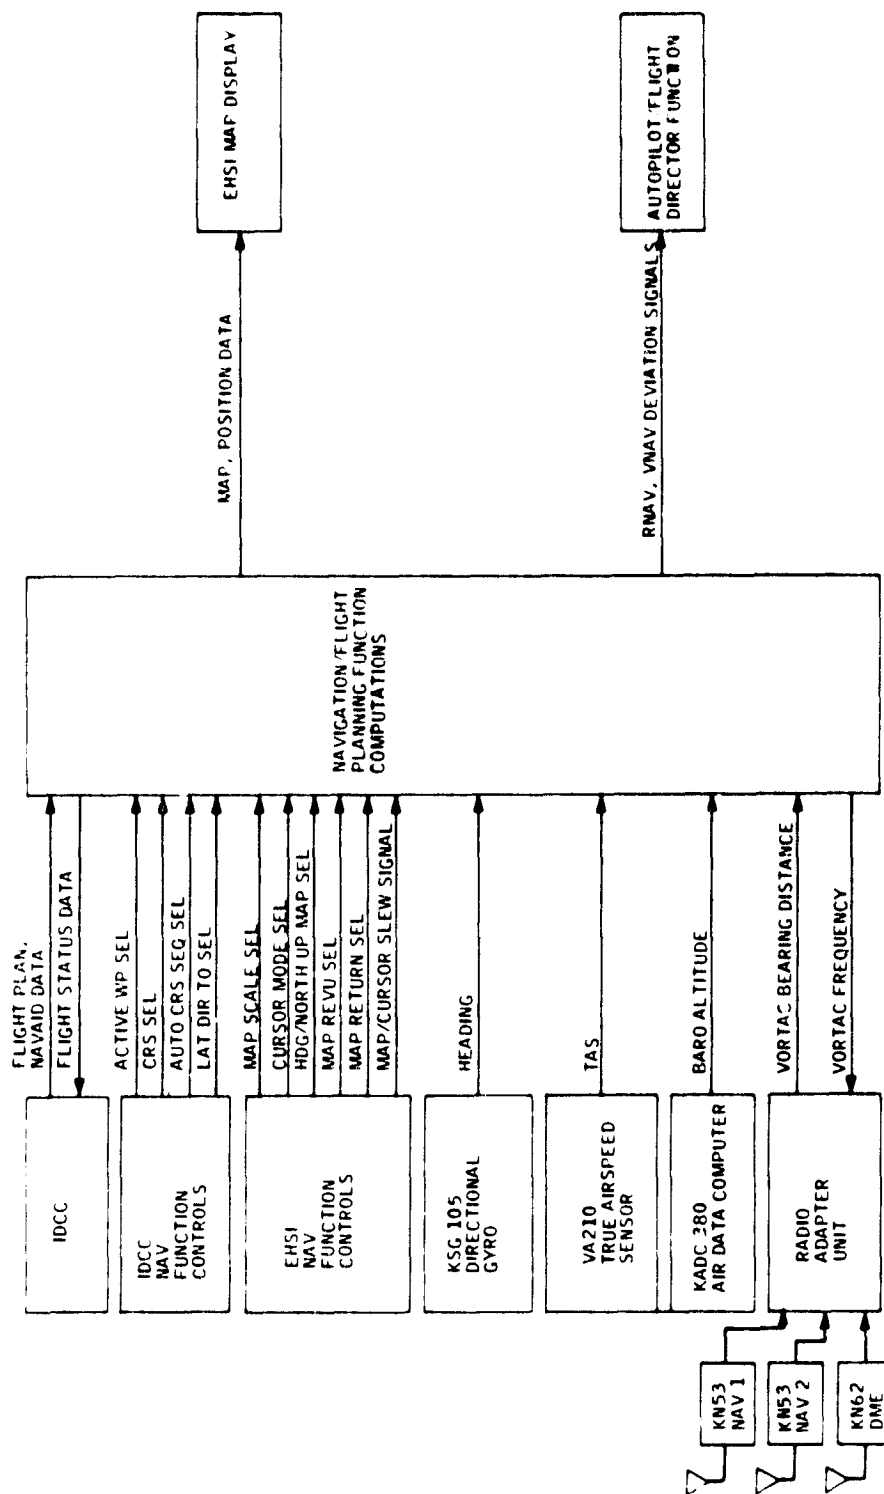 FLIGHT PLAN,
NAVAID DATA
FLIGHT STATUS DATA
IDCC
ACTIVE WP SEL
CRS SEL
AUTO CRS SEQ SEL
LAT DIR TO SEL
IDCC
NAV
FUNCTION
CONTROLS
MAP SCALE SEL
CURSOR MODE SEL
HDG/NORTH UP MAP SEL
MAP REVU SEL
MAP RETURN SEL
MAP/CURSOR SLEW SIGNAL
EHSI
NAV
FUNCTION
CONTROLS
HEADING
KSG 105
DIRECTIONAL
GYRO
TAS
VA210
TRUE AIRSPEED
SENSOR
BARO ALTITUDE
KADC 380
AIR DATA COMPUTER
VORTAC BEARING DISTANCE
VORTAC FREQUENCY
RADIO
ADAPTER
UNIT
KN53
NAV 1
KN53
NAV 2
KN62
DME
NAVIGATION/FLIGHT
PLANNING FUNCTION
COMPUTATIONS
MAP, POSITION DATA
EHSI MAP DISPLAY
RNAV, VNAV DEVIATION SIGNALS
AUTOPILOT/FLIGHT
DIRECTOR FUNCTION